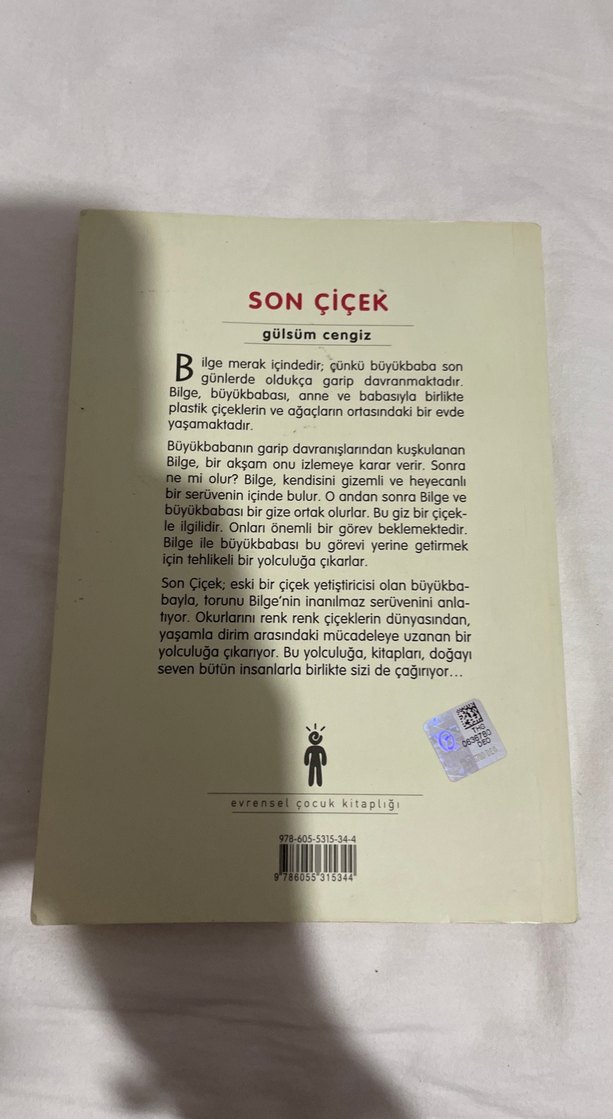 SON ÇİÇEK
gülsüm cengiz
Bilge merak içindedir; çünkü büyükbaba son
günlerde oldukça garip davranmaktadır.
Bilge, büyükbabası, anne ve babasıyla birlikte
plastik çiçeklerin ve ağaçların ortasındaki bir evde
yaşamaktadır.
Büyükbabanın garip davranışlarından kuşkulanan
Bilge, bir akşam onu izlemeye karar verir. Sonra
ne mi olur? Bilge, kendisini gizemli ve heyecanlı
bir serüvenin içinde bulur. O andan sonra Bilge ve
büyükbabası bir gize ortak olurlar. Bu giz bir çiçek-
le ilgilidir. Onları önemli bir görev beklemektedir.
Bilge ile büyükbabası bu görevi yerine getirmek
için tehlikeli bir yolculuğa çıkarlar.
Son Çiçek; eski bir çiçek yetiştiricisi olan büyükba-
bayla, torunu Bilge'nin inanılmaz serüvenini anla-
tıyor. Okurlarını renk renk çiçeklerin dünyasından,
yaşamla dirim arasındaki mücadeleye uzanan bir
yolculuğa çıkarıyor. Bu yolculuğa, kitapları, doğayı
seven bütün insanlarla birlikte sizi de çağırıyor...
THG
0636780
060
evrensel çocuk kitaplığı
978-605-5315-34-4
9 786055 315344